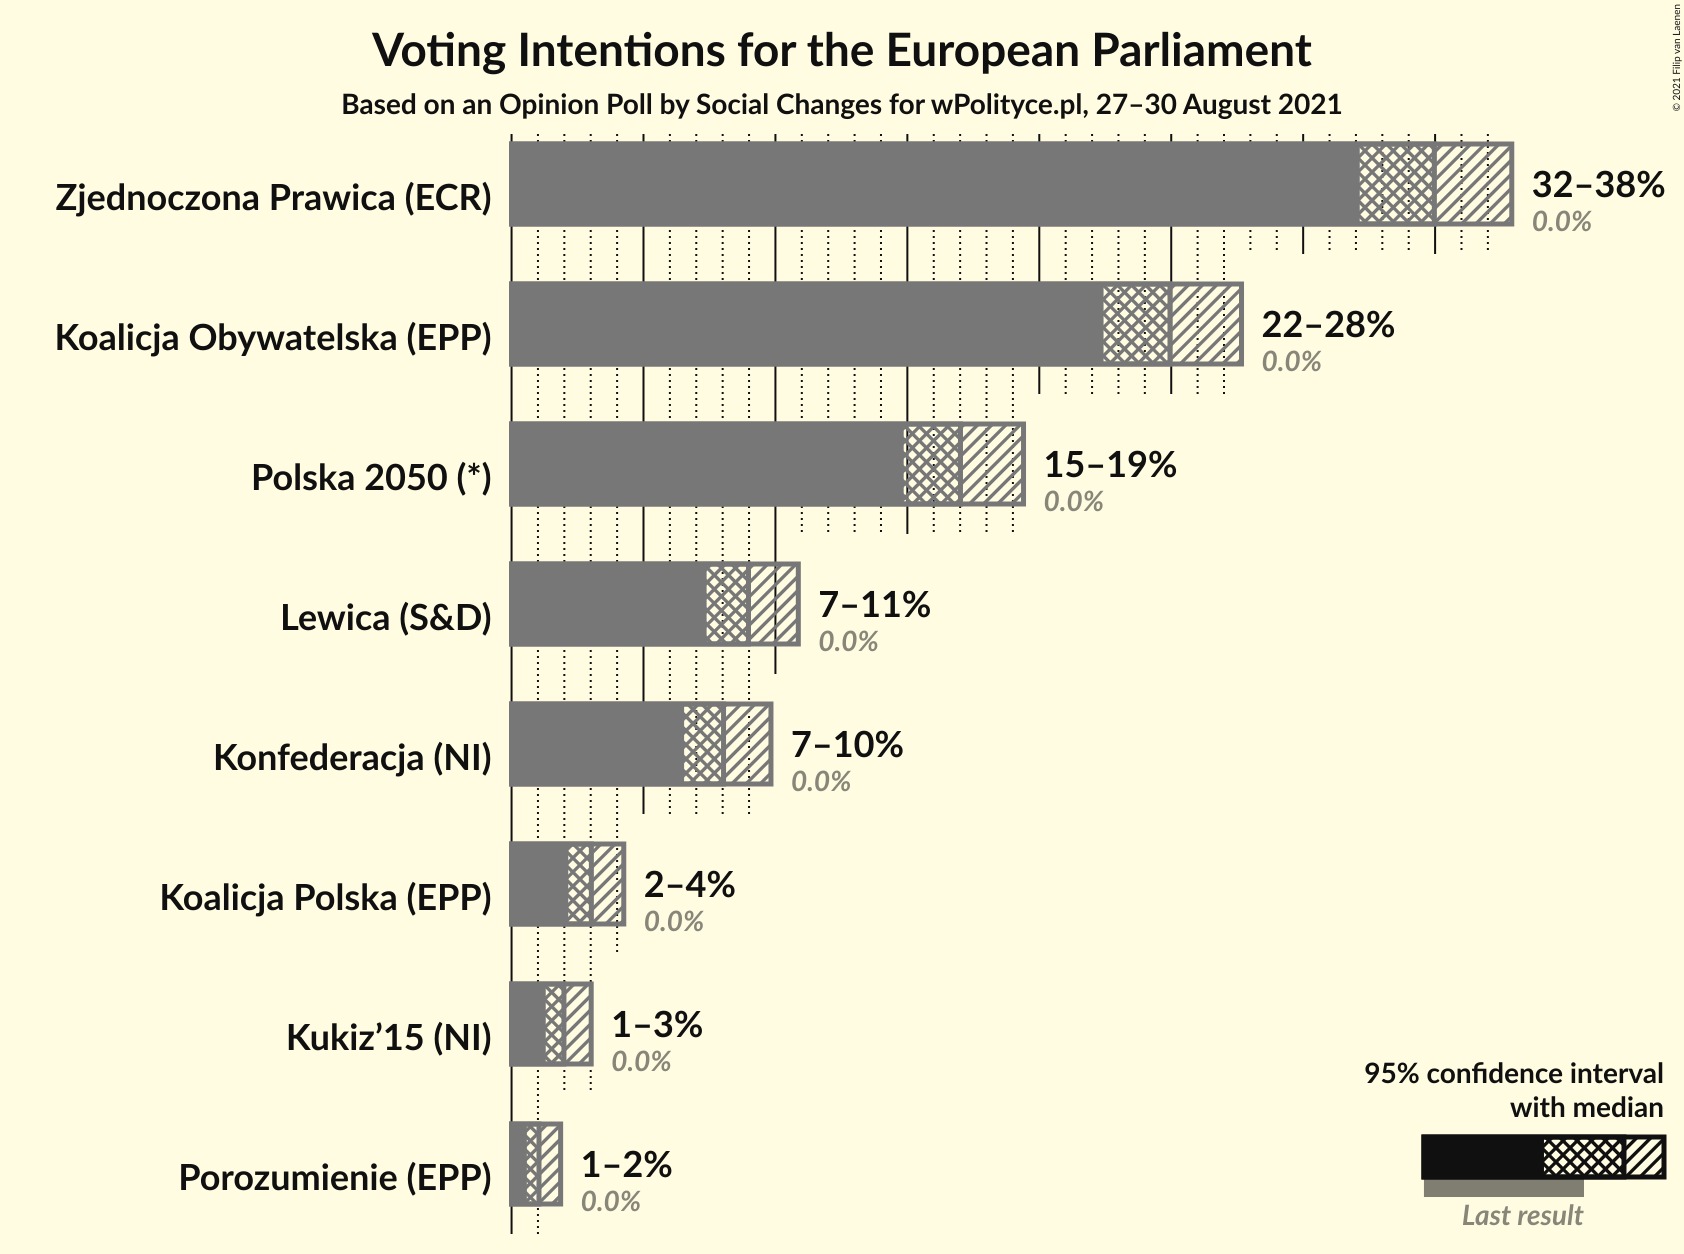 Voting Intentions for the European Parliament
Based on an Opinion Poll by Social Changes for wPolityce.pl, 27–30 August 2021
© 2021 Filip van Laenen
Zjednoczona Prawica (ECR)
32–38%
0.0%
Koalicja Obywatelska (EPP)
22–28%
0.0%
Polska 2050 (*)
15–19%
0.0%
Lewica (S&D)
7–11%
0.0%
Konfederacja (NI)
7–10%
0.0%
Koalicja Polska (EPP)
2–4%
0.0%
Kukiz’15 (NI)
1–3%
0.0%
Porozumienie (EPP)
1–2%
0.0%
95% confidence interval
with median
Last result